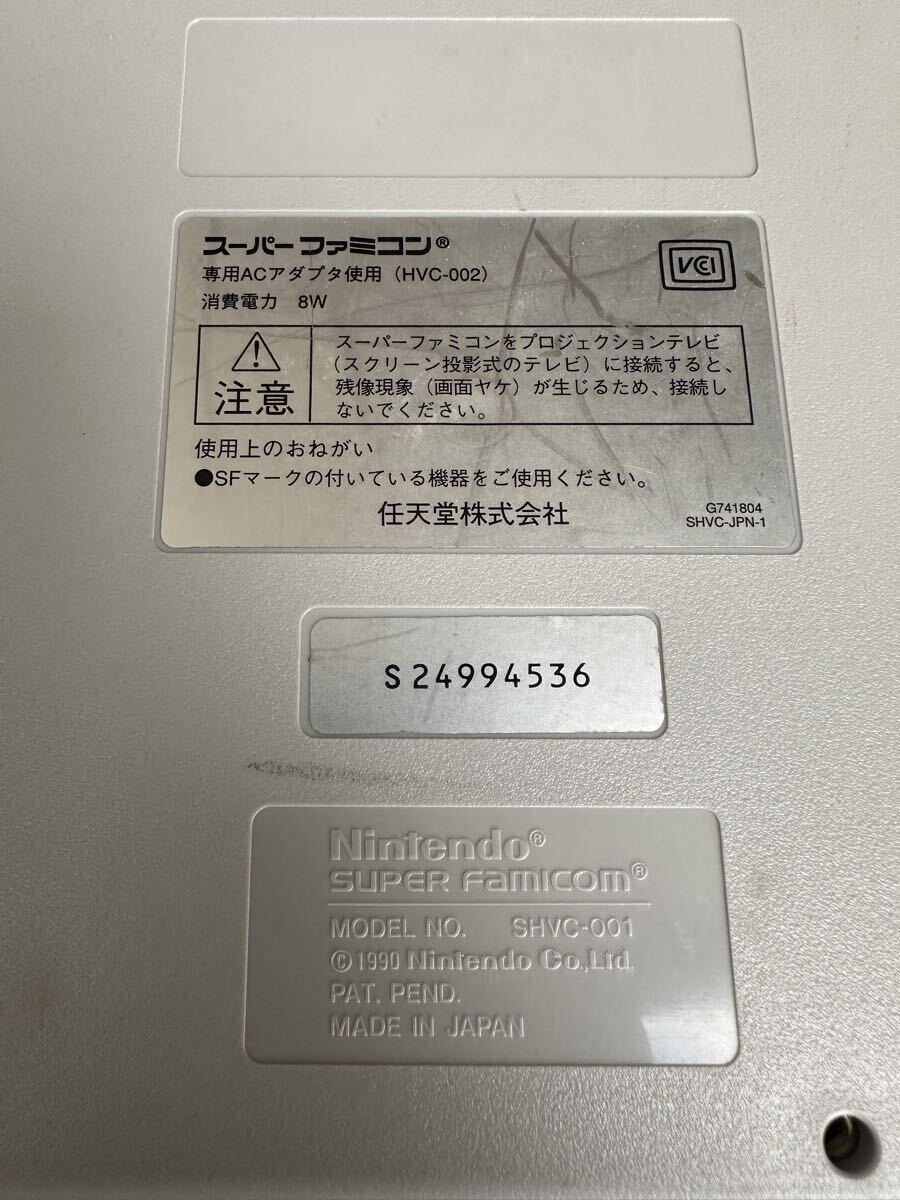 スーパーファミコン®
専用ACアダプタ使用（HVC-002）
消費電力　8W
VCCI
注意
スーパーファミコンをプロジェクションテレビ
（スクリーン投影式のテレビ）に接続すると、
残像現象（画面ヤケ）が生じるため、接続し
ないでください。
使用上のおねがい
●SFマークの付いている機器をご使用ください。
任天堂株式会社
G741804
SHVC-JPN-1
S24994536
Nintendo®
SUPER FAMICOM®
MODEL NO. SHVC-001
© 1990 Nintendo Co.,Ltd.
PAT. PEND.
MADE IN JAPAN